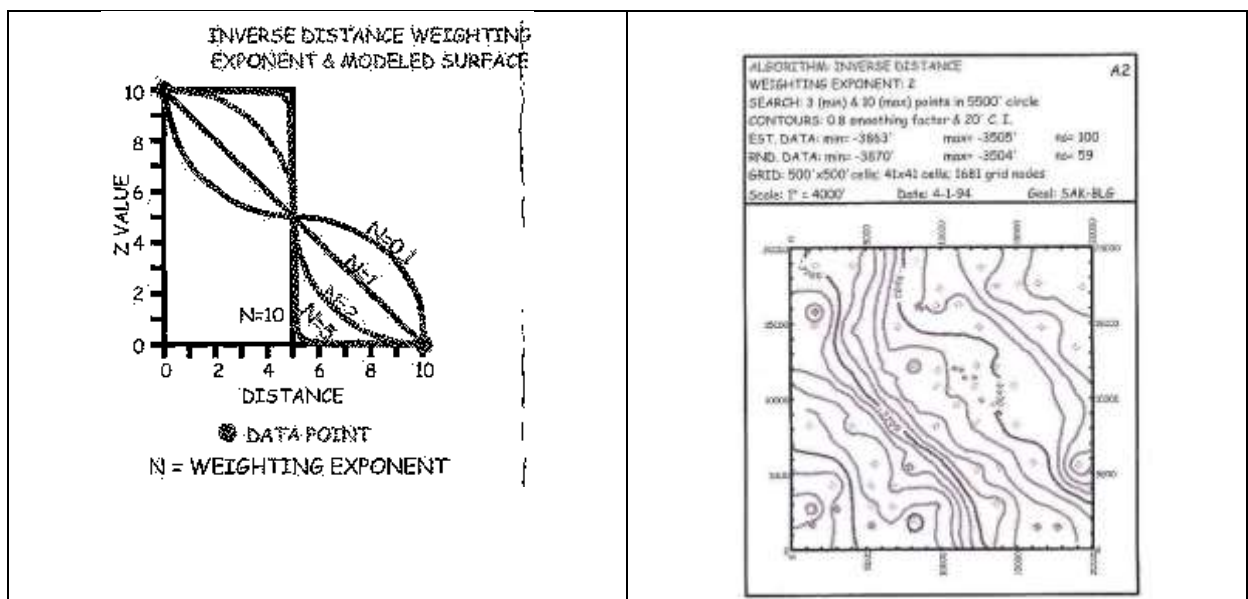 INVERSE DISTANCE WEIGHTING
EXPONENT & MODELED SURFACE
10
8
6
4
2
0
Z VALUE
N=0.1
N=1
N=2
N=5
N=10
0 2 4 6 8 10
DISTANCE
DATA POINT
N = WEIGHTING EXPONENT
ALGORITHM: INVERSE DISTANCE
A2
WEIGHTING EXPONENT: 2
SEARCH: 3 (min) & 10 (max) points in 5500' circle
CONTOURS: 0.8 smoothing factor & 20' C. I.
EST. DATA: min= -3863' max= -3505' no= 100
RND. DATA: min= -3870' max= -3504' no= 59
GRID: 500'x500' cells; 41x41 cells; 1681 grid nodes
Scale: 1" = 4000' Date: 4-1-94 Geol: SAK-BLG